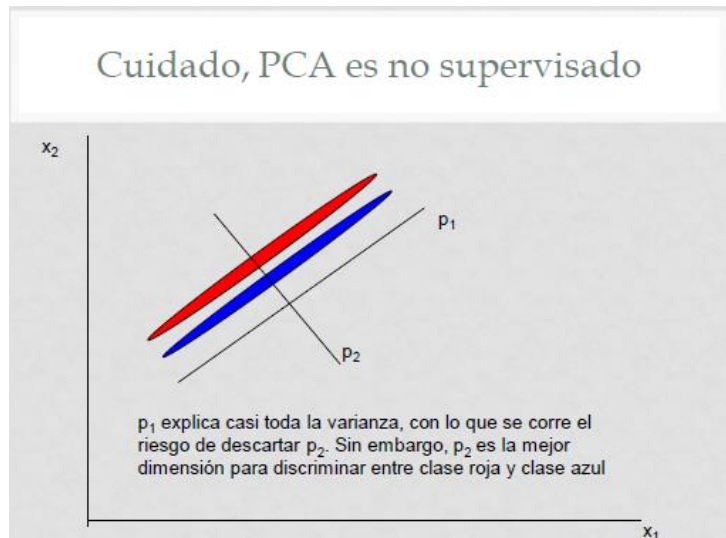 Cuidado, PCA es no supervisado
x₂
p₁
p₂
p₁ explica casi toda la varianza, con lo que se corre el
riesgo de descartar p₂. Sin embargo, p₂ es la mejor
dimensión para discriminar entre clase roja y clase azul
x₁